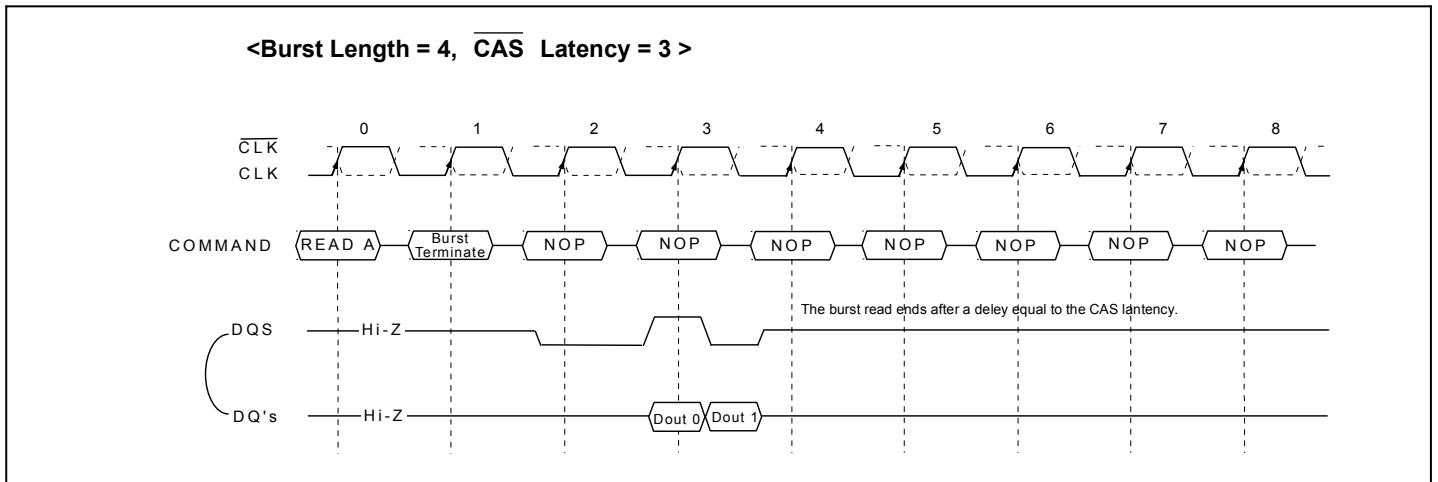 <Burst Length = 4, CAS Latency = 3 >
0 1 2 3 4 5 6 7 8
CLK
CLK
COMMAND READ A Burst Terminate NOP NOP NOP NOP NOP NOP NOP
The burst read ends after a deley equal to the CAS lantency.
DQS Hi-Z
DQ's Hi-Z Dout 0 Dout 1